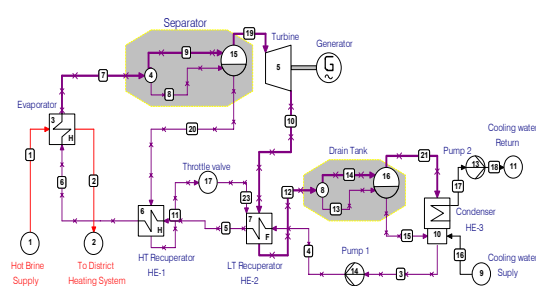 Separator
19
Turbine
Generator
9
15
7
4
5
G
8
Evaporator
3
H
10
20
Drain Tank
21
Pump 2
Cooling water
Return
Throttle valve
14
16
13
18
11
12
8
17
1
2
6
17
23
13
Condenser
HE-3
6
H
11
5
7
F
4
15
10
16
1
2
HT Recuperator
HE-1
LT Recuperator
HE-2
Pump 1
14
3
9
Cooling water
Suply
Hot Brine
Supply
To District
Heating System